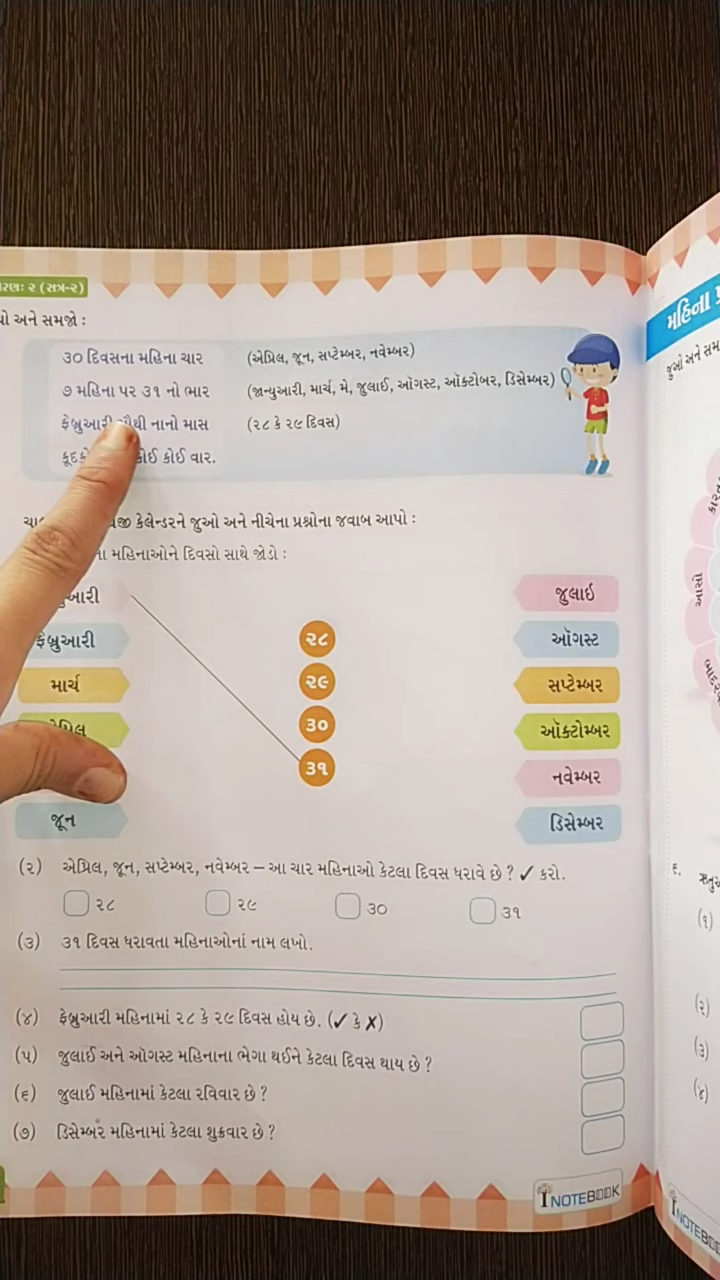 રણઃ ૨ (સત્ર-૨)
અને સમજો :
૩૦ દિવસના મહિના ચાર (એપ્રિલ, જૂન, સપ્ટેમ્બર, નવેમ્બર)
૭ મહિના પર ૩૧ નો ભાર (જાન્યુઆરી, માર્ચ, મે, જુલાઈ, ઑગસ્ટ, ઑક્ટોબર, ડિસેમ્બર)
ફેબ્રુઆરી સૌથી નાનો માસ (૨૮ કે ૨૯ દિવસ)
કોઈ કોઈ વાર.
કેલેન્ડરને જુઓ અને નીચેના પ્રશ્નોના જવાબ આપો :
મહિનાઓને દિવસો સાથે જોડો :
આરી જુલાઈ
ફેબ્રુઆરી ૨૮ ઑગસ્ટ
માર્ચ ૨૯ સપ્ટેમ્બર
૩૦ ઑક્ટોમ્બર
૩૧ નવેમ્બર
જૂન ડિસેમ્બર
(૨) એપ્રિલ, જૂન, સપ્ટેમ્બર, નવેમ્બર – આ ચાર મહિનાઓ કેટલા દિવસ ધરાવે છે ? ✓ કરો.
૨૮ ૨૯ ૩૦ ૩૧
(૩) ૩૧ દિવસ ધરાવતા મહિનાઓનાં નામ લખો.
(૪) ફેબ્રુઆરી મહિનામાં ૨૮ કે ૨૯ દિવસ હોય છે. (✓ કે ✗)
(૫) જુલાઈ અને ઑગસ્ટ મહિનાના ભેગા થઈને કેટલા દિવસ થાય છે ?
(૬) જુલાઈ મહિનામાં કેટલા રવિવાર છે ?
(૭) ડિસેમ્બર મહિનામાં કેટલા શુક્રવાર છે ?
iNOTEBOOK
મહિના
જુઓ અને સમ
૬.
(૧)
(૨)
(૩)
(૪)
iNOTEBOO